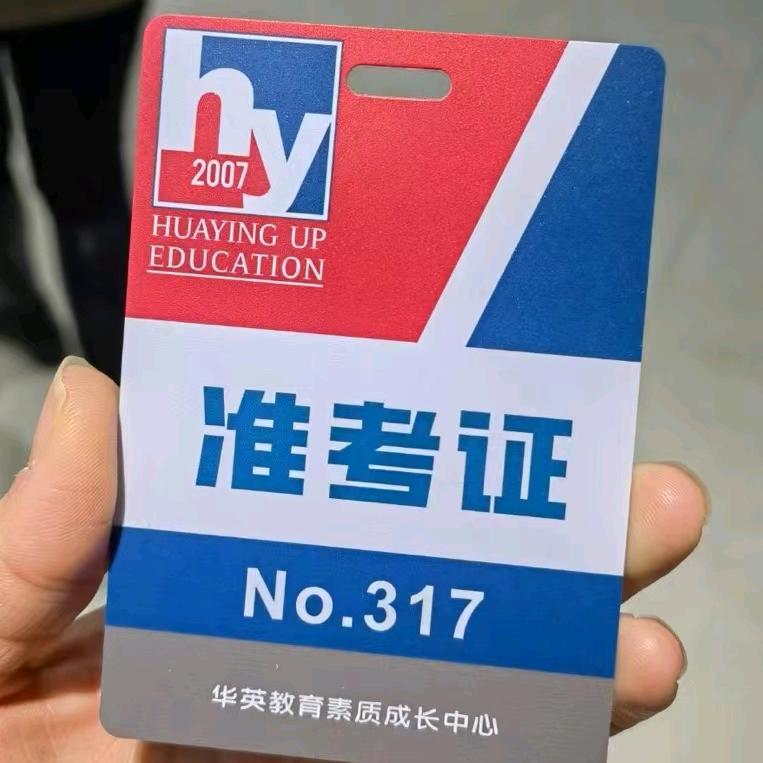 hy
2007
HUAYING UP
EDUCATION
准考证
No.317
华英教育素质成长中心